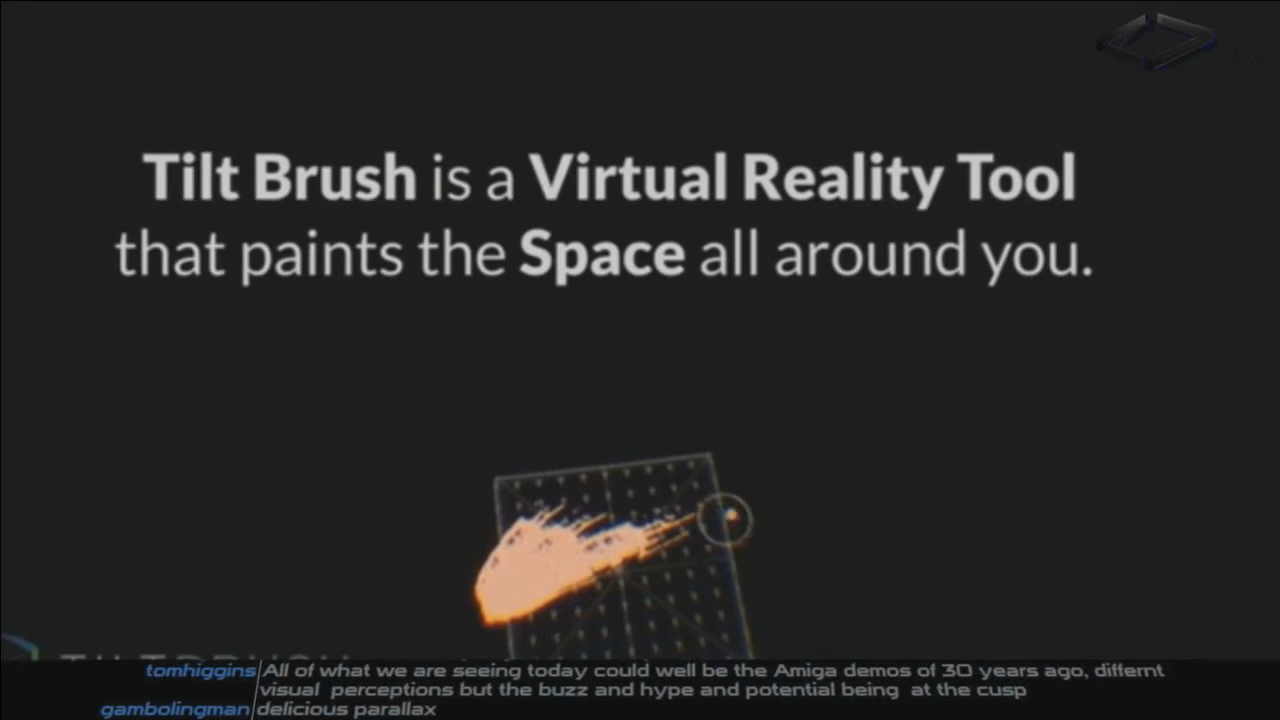 Tilt Brush is a Virtual Reality Tool
that paints the Space all around you.
tomhiggins All of what we are seeing today could well be the Amiga demos of 30 years ago, differnt
visual perceptions but the buzz and hype and potential being at the cusp
gambolingman delicious parallax